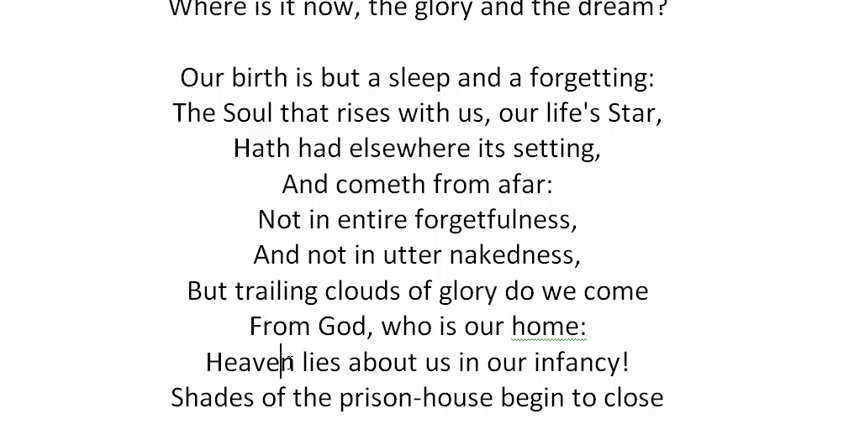 Where is it now, the glory and the dream?
Our birth is but a sleep and a forgetting:
The Soul that rises with us, our life's Star,
Hath had elsewhere its setting,
And cometh from afar:
Not in entire forgetfulness,
And not in utter nakedness,
But trailing clouds of glory do we come
From God, who is our home:
Heaven lies about us in our infancy!
Shades of the prison-house begin to close